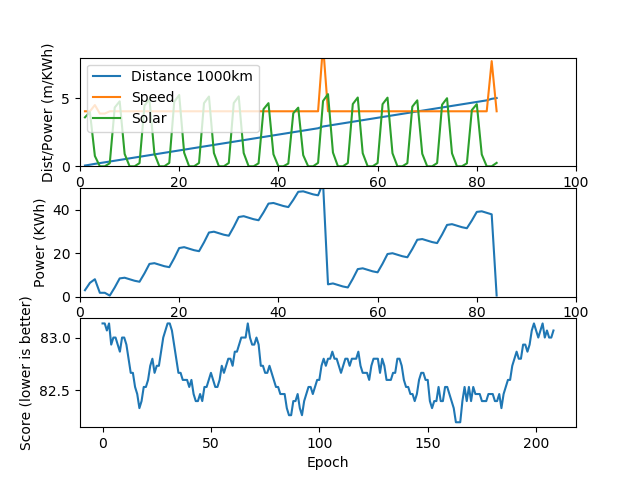 Dist/Power (m/KWh)
Distance 1000km
Speed
Solar
5
0
0 20 40 60 80 100
Power (KWh)
40
20
0
0 20 40 60 80 100
Score (lower is better)
83.0
82.5
0 50 100 150 200
Epoch